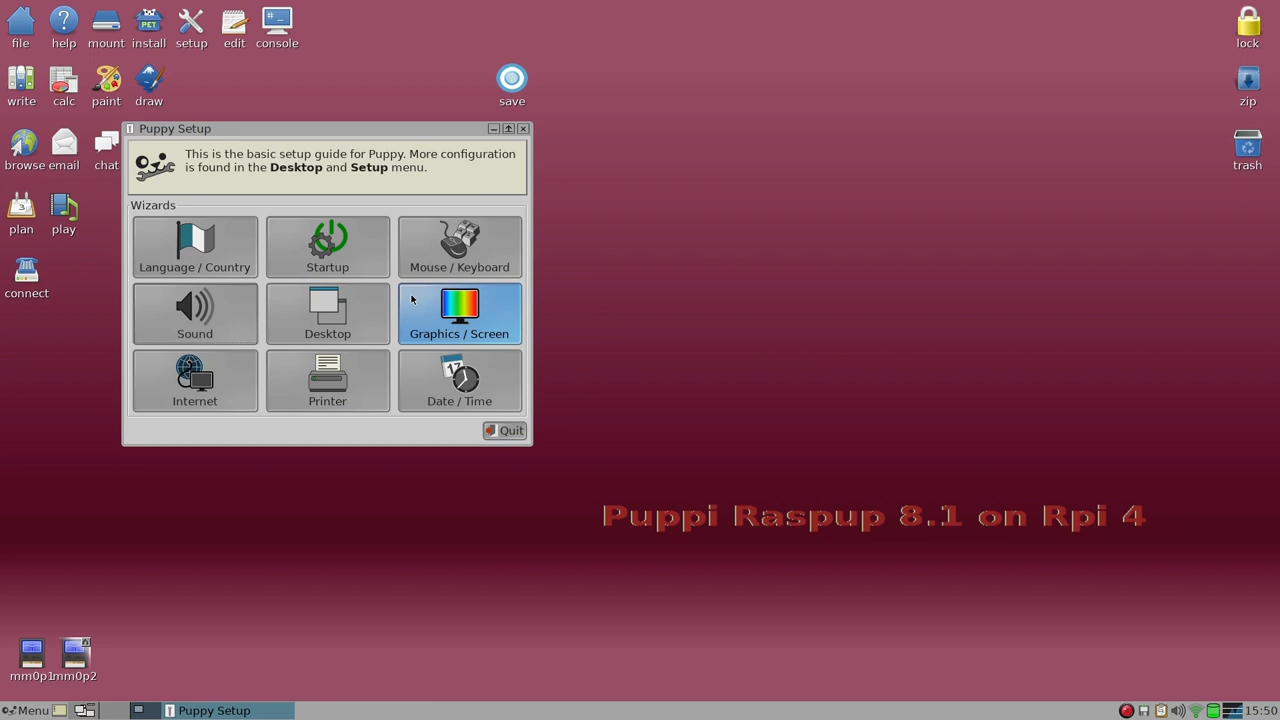 file
help
mount
install
setup
edit
console
lock
write
calc
paint
draw
save
zip
browse
email
chat
trash
plan
play
connect
PET
3
Puppy Setup
This is the basic setup guide for Puppy. More configuration
is found in the Desktop and Setup menu.
Wizards
Language / Country
Startup
Mouse / Keyboard
Sound
Desktop
Graphics / Screen
Internet
Printer
17
Date / Time
Quit
Puppi Raspup 8.1 on Rpi 4
mm0p1
mm0p2
Menu
Puppy Setup
15:50